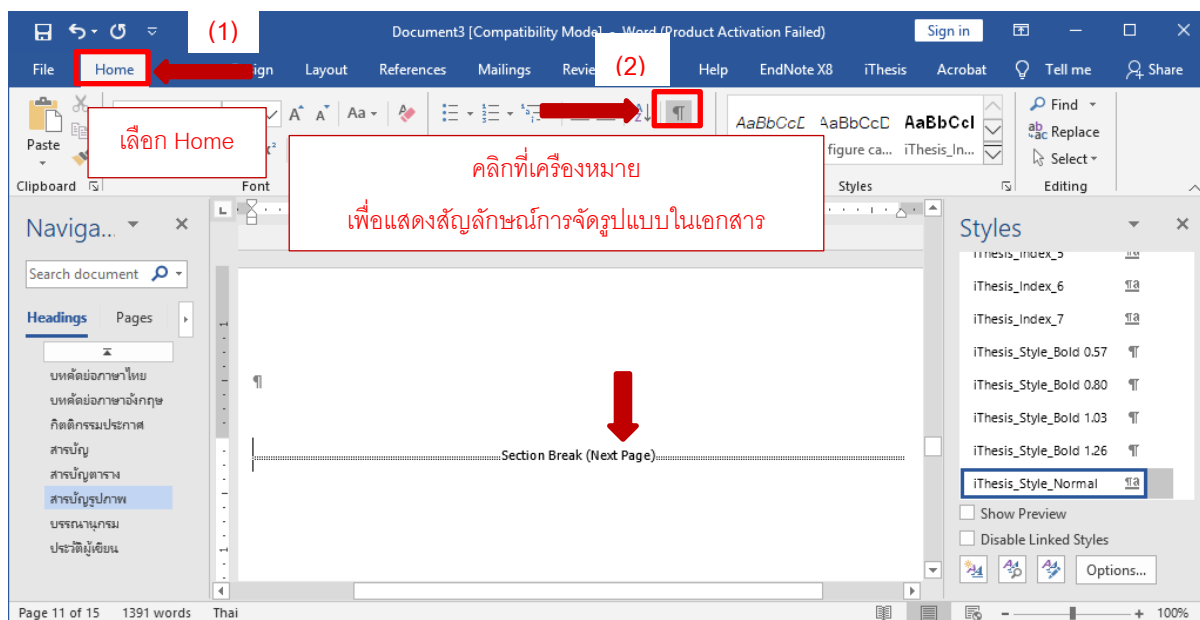 (1)
Document3 [Compatibility Mode] - Word (Product Activation Failed)
Sign in
(2)
File Home Layout References Mailings Help EndNote X8 iThesis Acrobat Tell me Share
Aa
AaBbCcL AaBbCcD AaBbCcI
Find
Replace
Paste
figure ca... iThesis_In...
Select
เลือก Home
คลิกที่เครืองหมาย
เพื่อแสดงสัญลักษณ์การจัดรูปแบบในเอกสาร
Clipboard Font Styles Editing
Naviga...
Search document
Headings Pages
บทคัดย่อภาษาไทย
บทคัดย่อภาษาอังกฤษ
กิตติกรรมประกาศ
สารบัญ
สารบัญตาราง
สารบัญรูปภาพ
บรรณานุกรม
ประวัติผู้เขียน
¶
Section Break (Next Page)
Styles
iThesis_Index_5
iThesis_Index_6
iThesis_Index_7
iThesis_Style_Bold 0.57
iThesis_Style_Bold 0.80
iThesis_Style_Bold 1.03
iThesis_Style_Bold 1.26
iThesis_Style_Normal
Show Preview
Disable Linked Styles
Options...
Page 11 of 15 1391 words Thai 100%